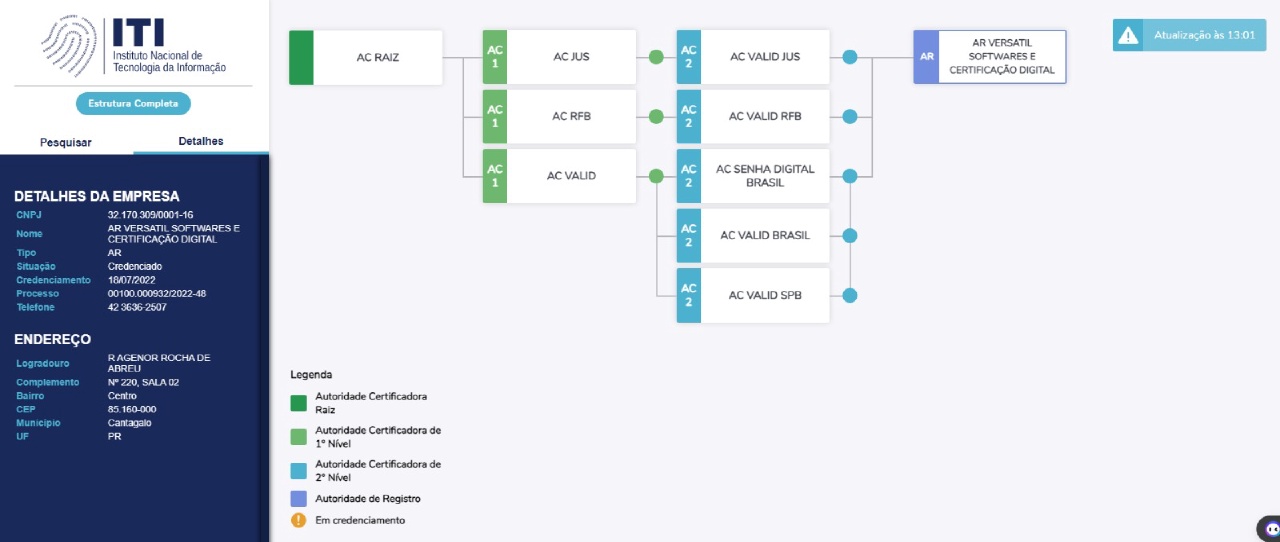 ITI
Instituto Nacional de
Tecnologia da Informação
Estrutura Completa
Pesquisar
Detalhes
DETALHES DA EMPRESA
CNPJ 32.170.309/0001-16
Nome AR VERSATIL SOFTWARES E
CERTIFICAÇÃO DIGITAL
Tipo AR
Situação Credenciado
Credenciamento 18/07/2022
Processo 00100.000932/2022-48
Telefone 42 3636-2507
ENDEREÇO
Logradouro R AGENOR ROCHA DE
ABREU
Complemento Nº 220, SALA 02
Bairro Centro
CEP 85.160-000
Município Cantagalo
UF PR
AC RAIZ
AC
1
AC JUS
AC
2
AC VALID JUS
AR
AR VERSATIL
SOFTWARES E
CERTIFICAÇÃO DIGITAL
Atualização às 13:01
AC
1
AC RFB
AC
2
AC VALID RFB
AC
1
AC VALID
AC
2
AC SENHA DIGITAL
BRASIL
AC
2
AC VALID BRASIL
AC
2
AC VALID SPB
Legenda
Autoridade Certificadora
Raiz
Autoridade Certificadora de
1º Nível
Autoridade Certificadora de
2º Nível
Autoridade de Registro
Em credenciamento